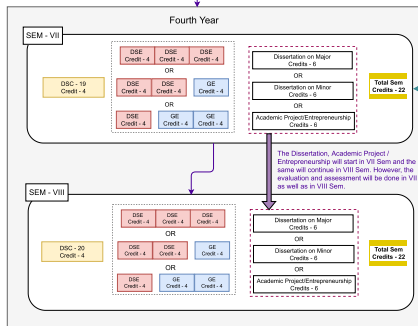 Fourth Year
SEM - VII
DSC - 19
Credit - 4
DSE
Credit - 4
DSE
Credit - 4
DSE
Credit - 4
OR
DSE
Credit - 4
DSE
Credit - 4
GE
Credit - 4
OR
DSE
Credit - 4
GE
Credit - 4
GE
Credit - 4
Dissertation on Major
Credits - 6
OR
Dissertation on Minor
Credits - 6
OR
Academic Project/Entrepreneurship
Credits - 6
Total Sem
Credits - 22
The Dissertation, Academic Project /
Entrepreneurship will start in VII Sem and the
same will continue in VIII Sem. However, the
evaluation and assessment will be done in VII
as well as in VIII Sem.
SEM - VIII
DSC - 20
Credit - 4
DSE
Credit - 4
DSE
Credit - 4
DSE
Credit - 4
OR
DSE
Credit - 4
DSE
Credit - 4
GE
Credit - 4
OR
DSE
Credit - 4
GE
Credit - 4
GE
Credit - 4
Dissertation on Major
Credits - 6
OR
Dissertation on Minor
Credits - 6
OR
Academic Project/Entrepreneurship
Credits - 6
Total Sem
Credits - 22